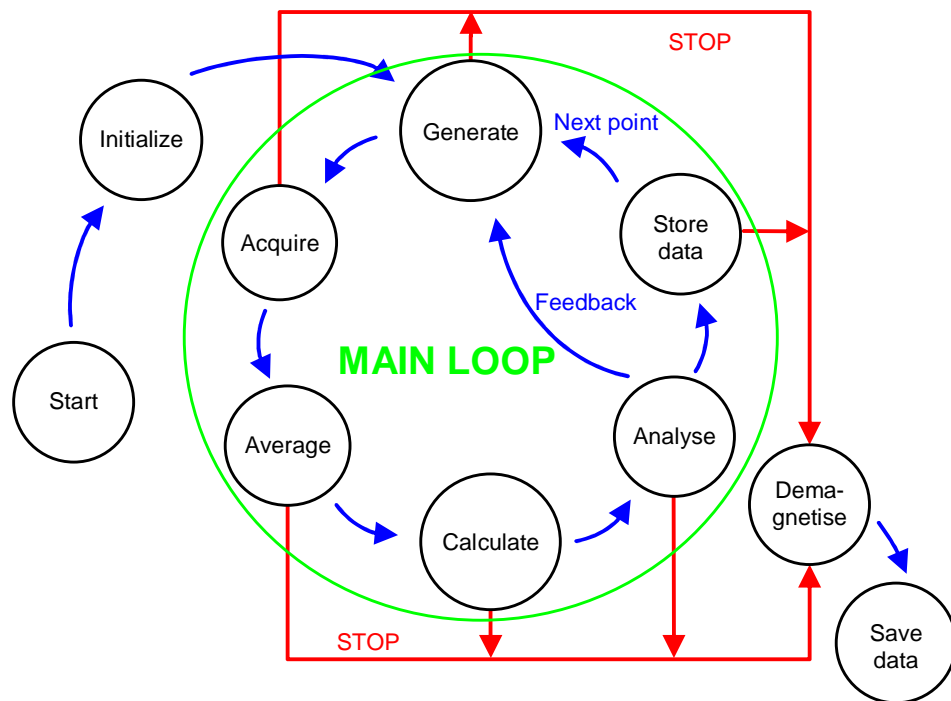 STOP
Generate
Next point
Initialize
Acquire
Store
data
Feedback
MAIN LOOP
Start
Average
Analyse
Calculate
Dema-
gnetise
STOP
Save
data